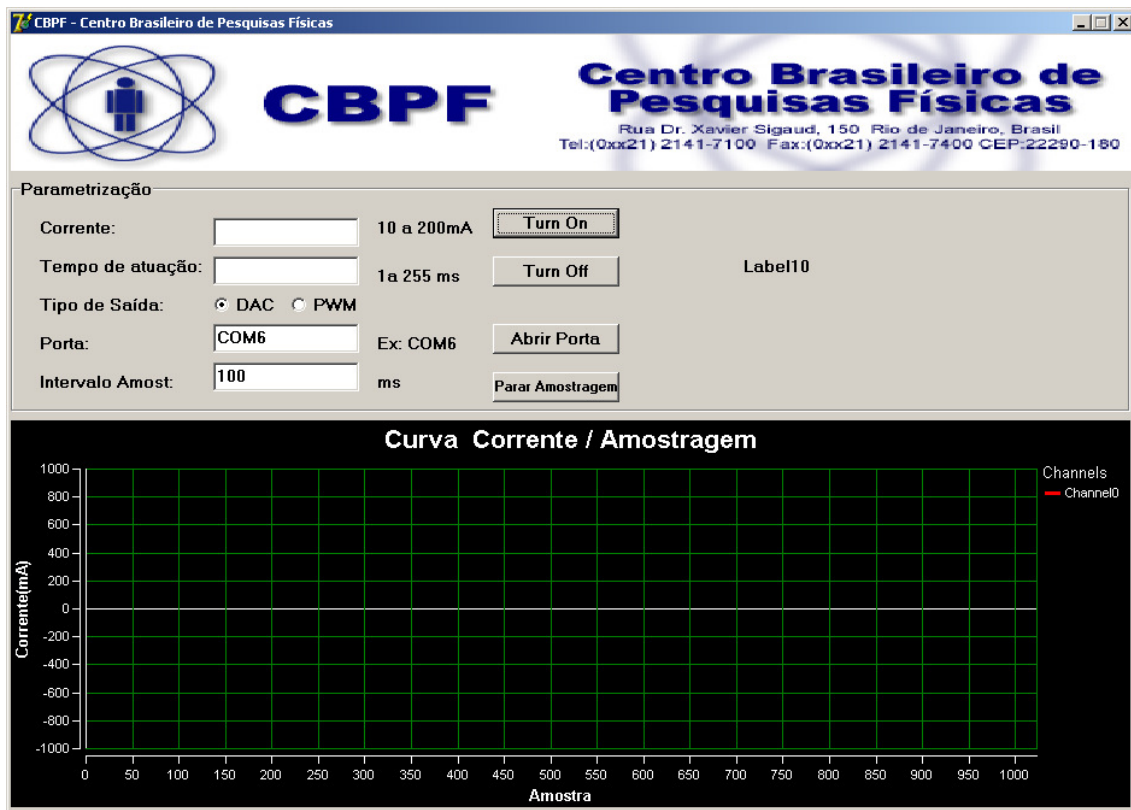 CBPF - Centro Brasileiro de Pesquisas Físicas
CBPF
Centro Brasileiro de
Pesquisas Físicas
Rua Dr. Xavier Sigaud, 150 Rio de Janeiro, Brasil
Tel:(0xx21) 2141-7100 Fax:(0xx21) 2141-7400 CEP:22290-180
Parametrização
Corrente: 10 a 200mA Turn On
Tempo de atuação: 1a 255 ms Turn Off Label10
Tipo de Saída: DAC PWM
Porta: COM6 Ex: COM6 Abrir Porta
Intervalo Amost: 100 ms Parar Amostragem
Curva Corrente / Amostragem
Channels
Channel0
Corrente(mA)
1000
800
600
400
200
0
-200
-400
-600
-800
-1000
0 50 100 150 200 250 300 350 400 450 500 550 600 650 700 750 800 850 900 950 1000
Amostra